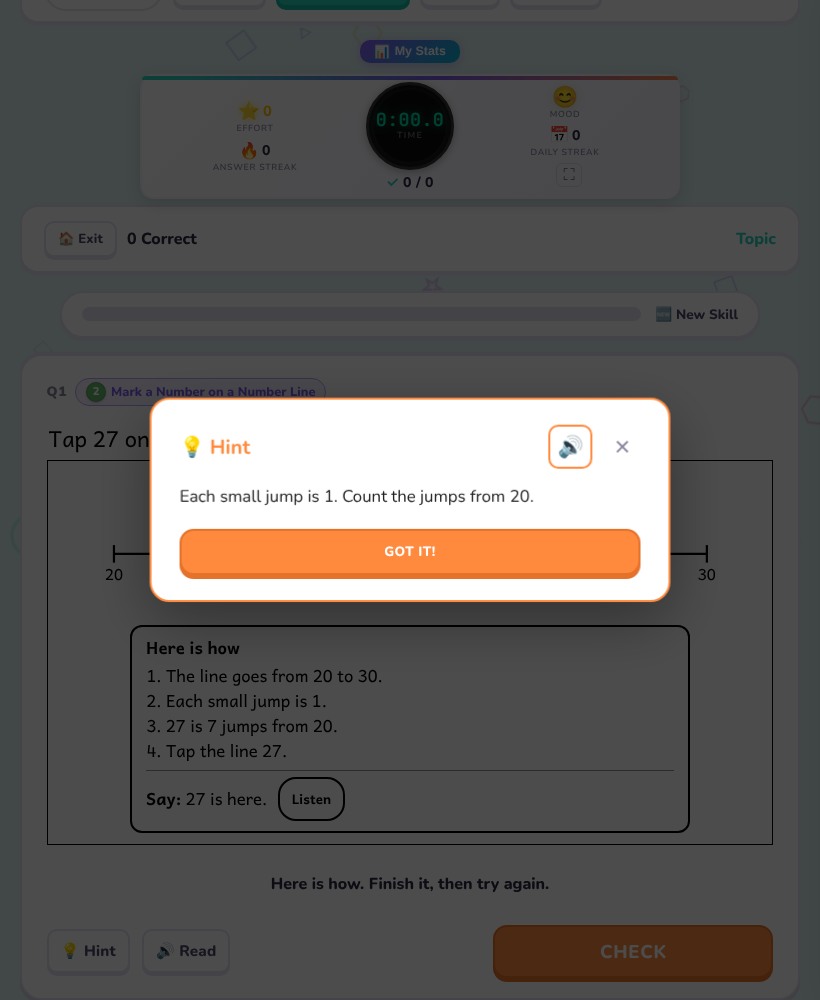 📊 My Stats
⭐ 0
EFFORT
🔥 0
ANSWER STREAK
0:00.0
TIME
✓ 0 / 0
😊
MOOD
📅 0
DAILY STREAK
🏠 Exit
0 Correct
Topic
🆕 New Skill
Q1
2 Mark a Number on a Number Line
Tap 27 on
💡 Hint
🔊
✕
Each small jump is 1. Count the jumps from 20.
GOT IT!
20
30
Here is how
1. The line goes from 20 to 30.
2. Each small jump is 1.
3. 27 is 7 jumps from 20.
4. Tap the line 27.
Say: 27 is here. Listen
Here is how. Finish it, then try again.
💡 Hint
🔊 Read
CHECK